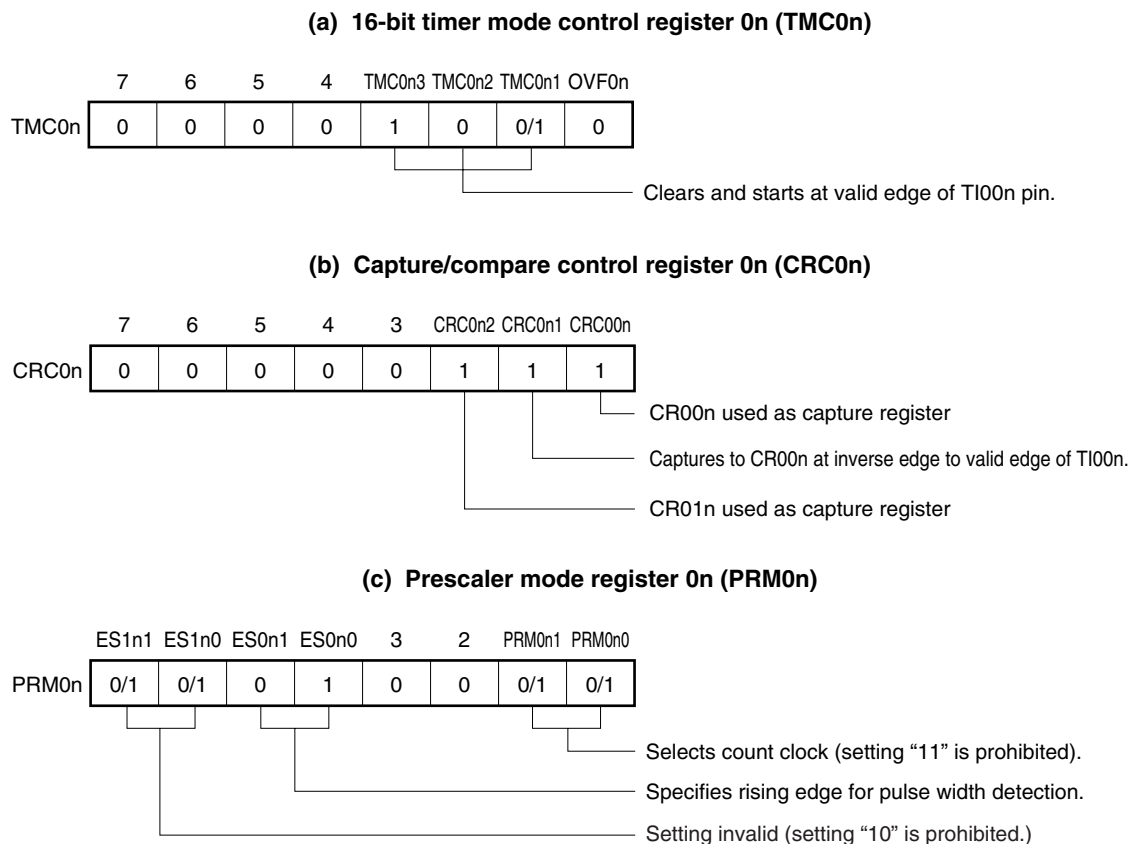 (a) 16-bit timer mode control register 0n (TMC0n)
7 6 5 4 TMC0n3 TMC0n2 TMC0n1 OVF0n
TMC0n 0 0 0 0 1 0 0/1 0
Clears and starts at valid edge of TI00n pin.
(b) Capture/compare control register 0n (CRC0n)
7 6 5 4 3 CRC0n2 CRC0n1 CRC00n
CRC0n 0 0 0 0 0 1 1 1
CR00n used as capture register
Captures to CR00n at inverse edge to valid edge of TI00n.
CR01n used as capture register
(c) Prescaler mode register 0n (PRM0n)
ES1n1 ES1n0 ES0n1 ES0n0 3 2 PRM0n1 PRM0n0
PRM0n 0/1 0/1 0 1 0 0 0/1 0/1
Selects count clock (setting “11” is prohibited).
Specifies rising edge for pulse width detection.
Setting invalid (setting “10” is prohibited.)